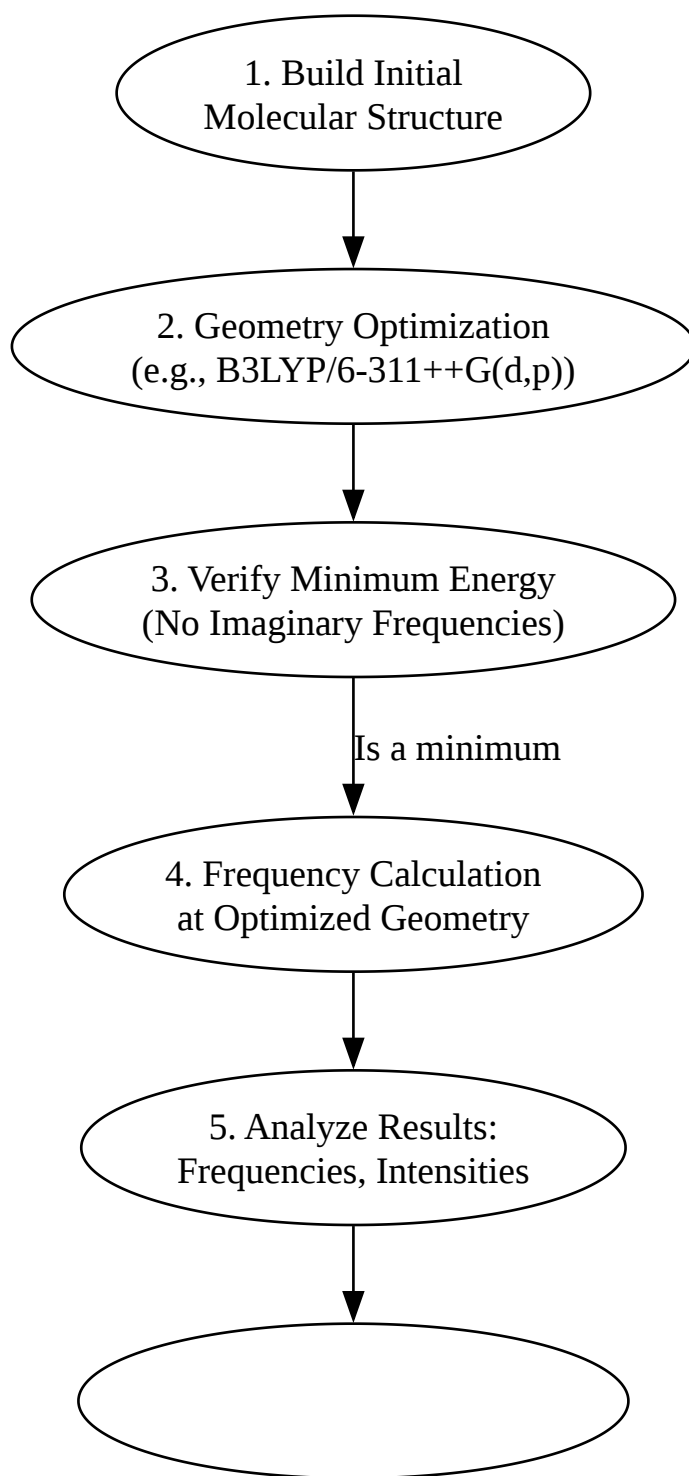 1. Build Initial
Molecular Structure
2. Geometry Optimization
(e.g., B3LYP/6-311++G(d,p))
3. Verify Minimum Energy
(No Imaginary Frequencies)
Is a minimum
4. Frequency Calculation
at Optimized Geometry
5. Analyze Results:
Frequencies, Intensities